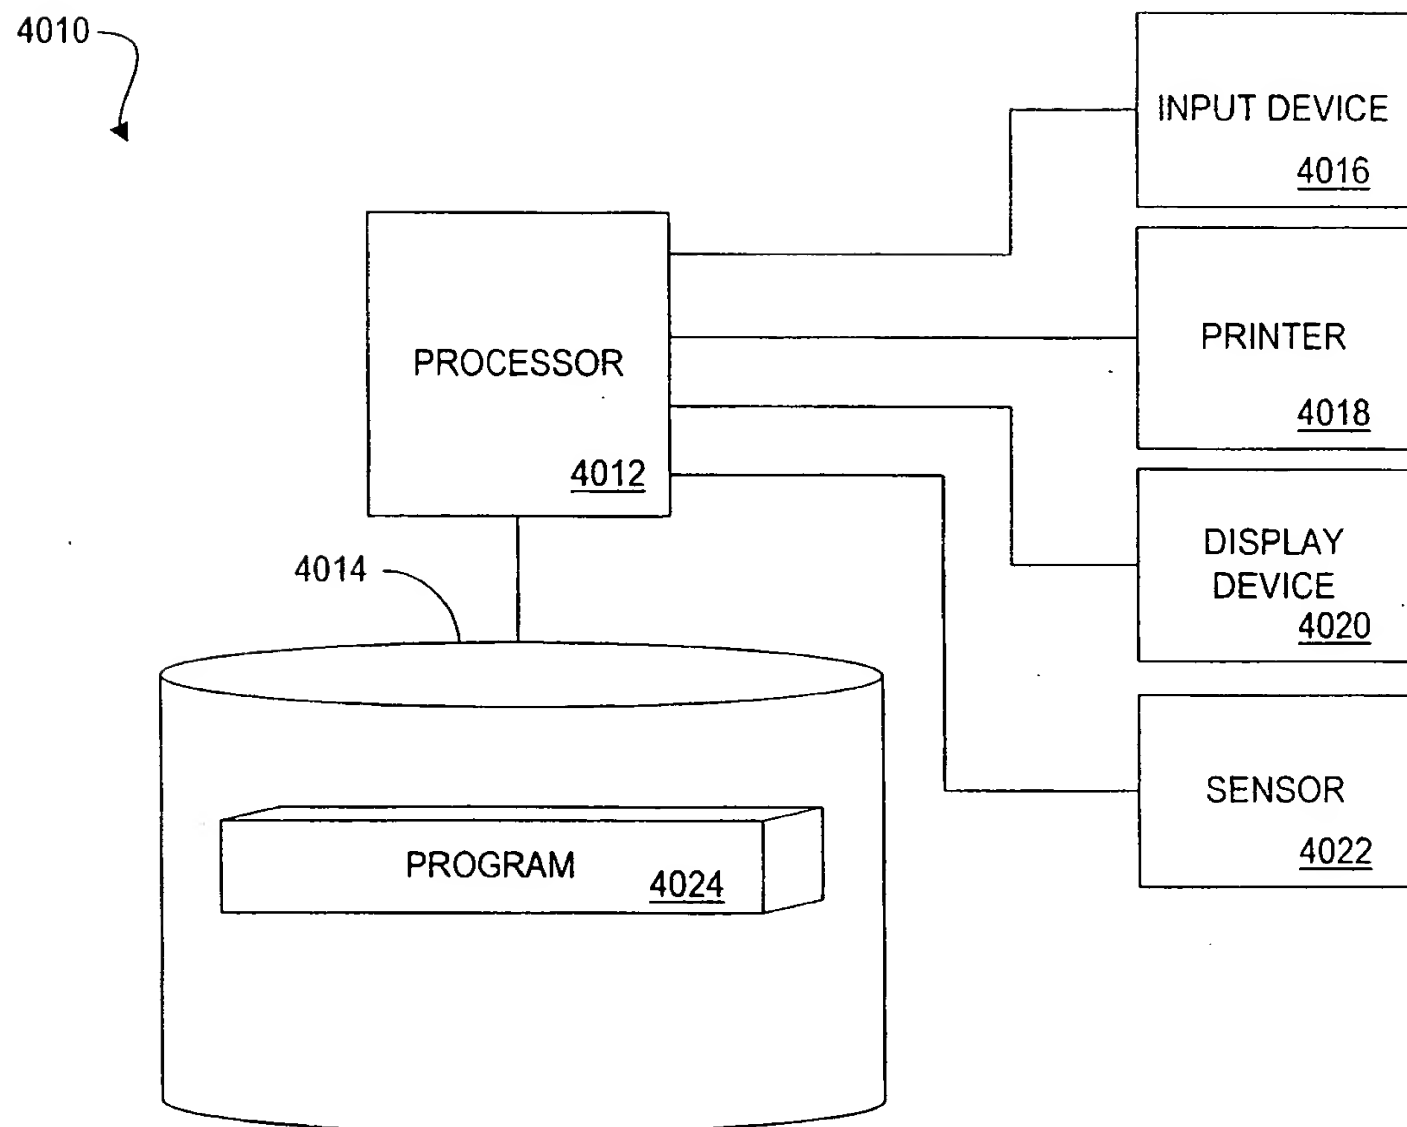 4010
INPUT DEVICE
4016
PROCESSOR
4012
PRINTER
4018
4014
DISPLAY
DEVICE
4020
SENSOR
4022
PROGRAM
4024